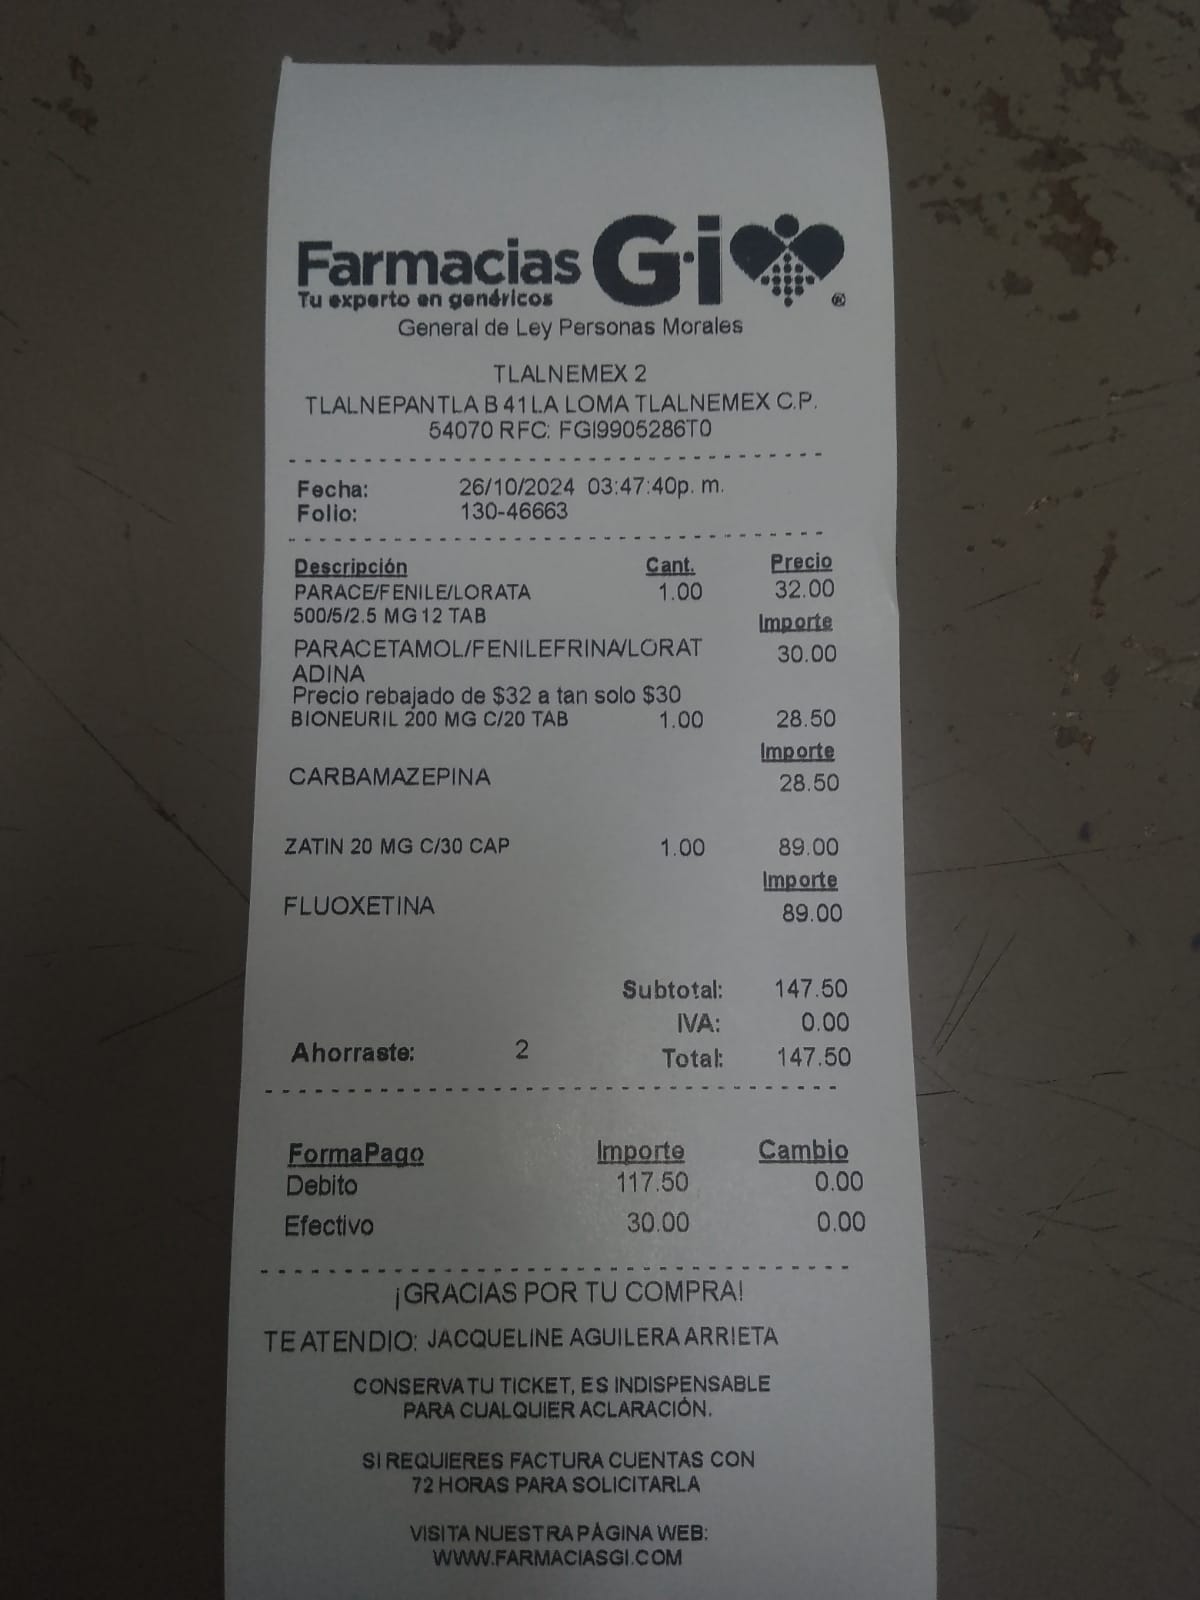 Farmacias G·i ®
Tu experto en genéricos
General de Ley Personas Morales
TLALNEMEX 2
TLALNEPANTLA B 41 LA LOMA TLALNEMEX C.P.
54070 RFC: FGI9905286T0
Fecha: 26/10/2024 03:47:40p. m.
Folio: 130-46663
Descripción Cant. Precio
PARACE/FENILE/LORATA 1.00 32.00
500/5/2.5 MG 12 TAB Importe
PARACETAMOL/FENILEFRINA/LORAT 30.00
ADINA
Precio rebajado de $32 a tan solo $30
BIONEURIL 200 MG C/20 TAB 1.00 28.50
Importe
CARBAMAZEPINA 28.50
ZATIN 20 MG C/30 CAP 1.00 89.00
Importe
FLUOXETINA 89.00
Subtotal: 147.50
IVA: 0.00
Ahorraste: 2 Total: 147.50
FormaPago Importe Cambio
Debito 117.50 0.00
Efectivo 30.00 0.00
¡GRACIAS POR TU COMPRA!
TE ATENDIO: JACQUELINE AGUILERA ARRIETA
CONSERVA TU TICKET, ES INDISPENSABLE
PARA CUALQUIER ACLARACIÓN.
SI REQUIERES FACTURA CUENTAS CON
72 HORAS PARA SOLICITARLA
VISITA NUESTRA PÁGINA WEB:
WWW.FARMACIASGI.COM